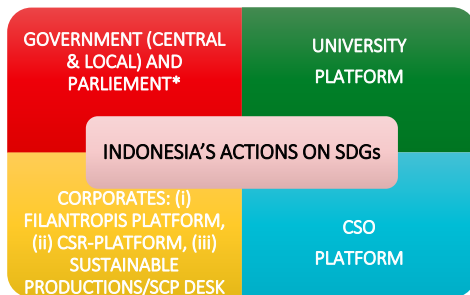 GOVERNMENT (CENTRAL
& LOCAL) AND
PARLIEMENT*
UNIVERSITY
PLATFORM
INDONESIA'S ACTIONS ON SDGs
CORPORATES: (i)
FILANTROPIS PLATFORM,
(ii) CSR-PLATFORM, (iii)
SUSTAINABLE
PRODUCTIONS/SCP DESK
CSO
PLATFORM